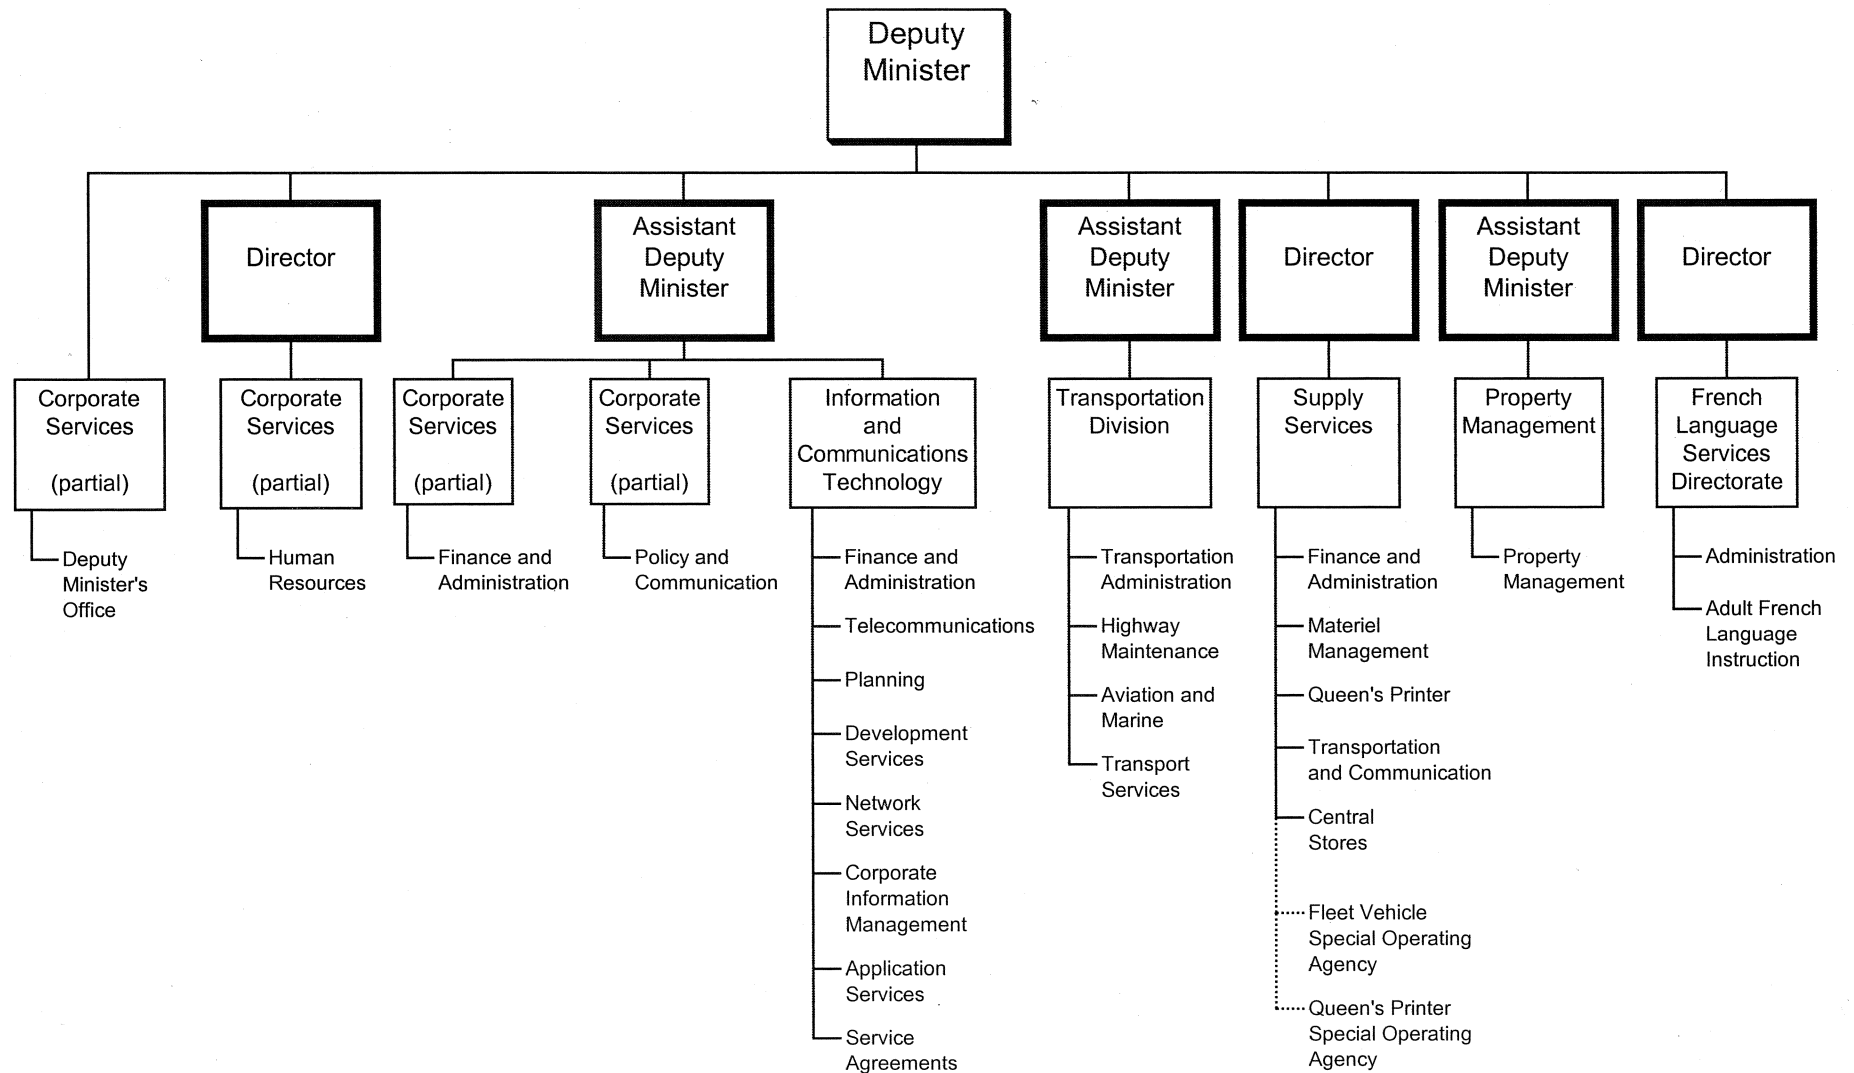 Deputy
Minister
Director
Assistant
Deputy
Minister
Assistant
Deputy
Minister
Director
Assistant
Deputy
Minister
Director
Corporate
Services
(partial)
Corporate
Services
(partial)
Corporate
Services
(partial)
Corporate
Services
(partial)
Information
and
Communications
Technology
Transportation
Division
Supply
Services
Property
Management
French
Language
Services
Directorate
Deputy
Minister's
Office
Human
Resources
Finance and
Administration
Policy and
Communication
Finance and
Administration
Telecommunications
Planning
Development
Services
Network
Services
Corporate
Information
Management
Application
Services
Service
Agreements
Transportation
Administration
Highway
Maintenance
Aviation and
Marine
Transport
Services
Finance and
Administration
Materiel
Management
Queen's Printer
Transportation
and Communication
Central
Stores
Fleet Vehicle
Special Operating
Agency
Queen's Printer
Special Operating
Agency
Property
Management
Administration
Adult French
Language
Instruction